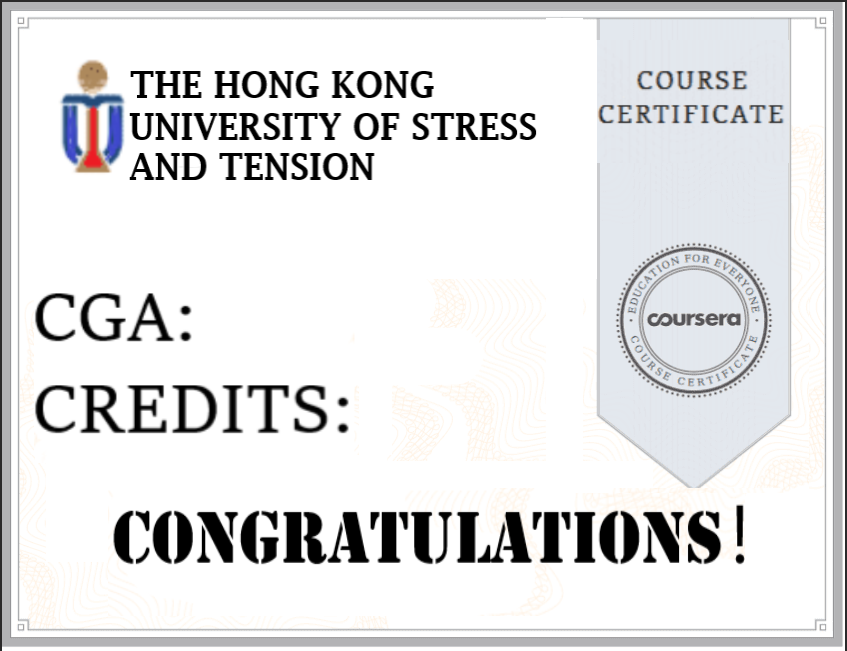 THE HONG KONG
UNIVERSITY OF STRESS
AND TENSION
COURSE
CERTIFICATE
EDUCATION FOR EVERYONE
coursera
COURSE CERTIFICATE
CGA:
CREDITS:
CONGRATULATIONS!